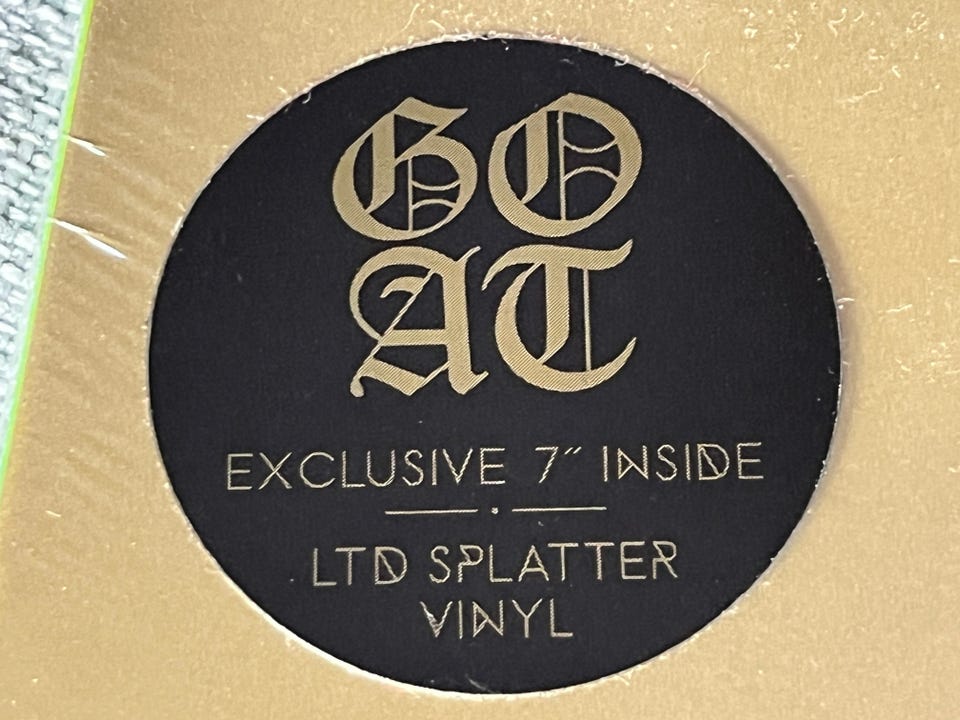 GO
AT
EXCLUSIVE 7″ INSIDE
LTD SPLATTER
VINYL